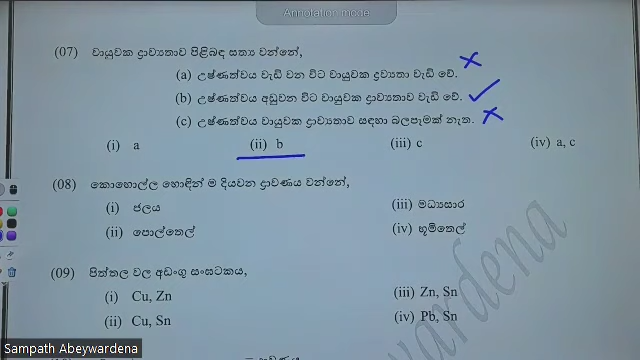 Annotation mode
(07) වායුවක ද්‍රාව්‍යතාව පිළිබඳ සත්‍ය වන්නේ,
(a) උෂ්ණත්වය වැඩි වන විට වායුවක ද්‍රව්‍යතා වැඩි වේ.
(b) උෂ්ණත්වය අඩුවන විට වායුවක ද්‍රාව්‍යතාව වැඩි වේ.
(c) උෂ්ණත්වය වායුවක ද්‍රාව්‍යතාව සඳහා බලපෑමක් නැත.
(i) a (ii) b (iii) c (iv) a, c
(08) කොහොල්ල හොඳින් ම දියවන ද්‍රාවණය වන්නේ,
(i) ජලය (iii) මධ්‍යසාර
(ii) පොල්තෙල් (iv) භූමිතෙල්
(09) පිත්තල වල අඩංගු සංඝටකය,
(i) Cu, Zn (iii) Zn, Sn
(ii) Cu, Sn (iv) Pb, Sn
Sampath Abeywardena